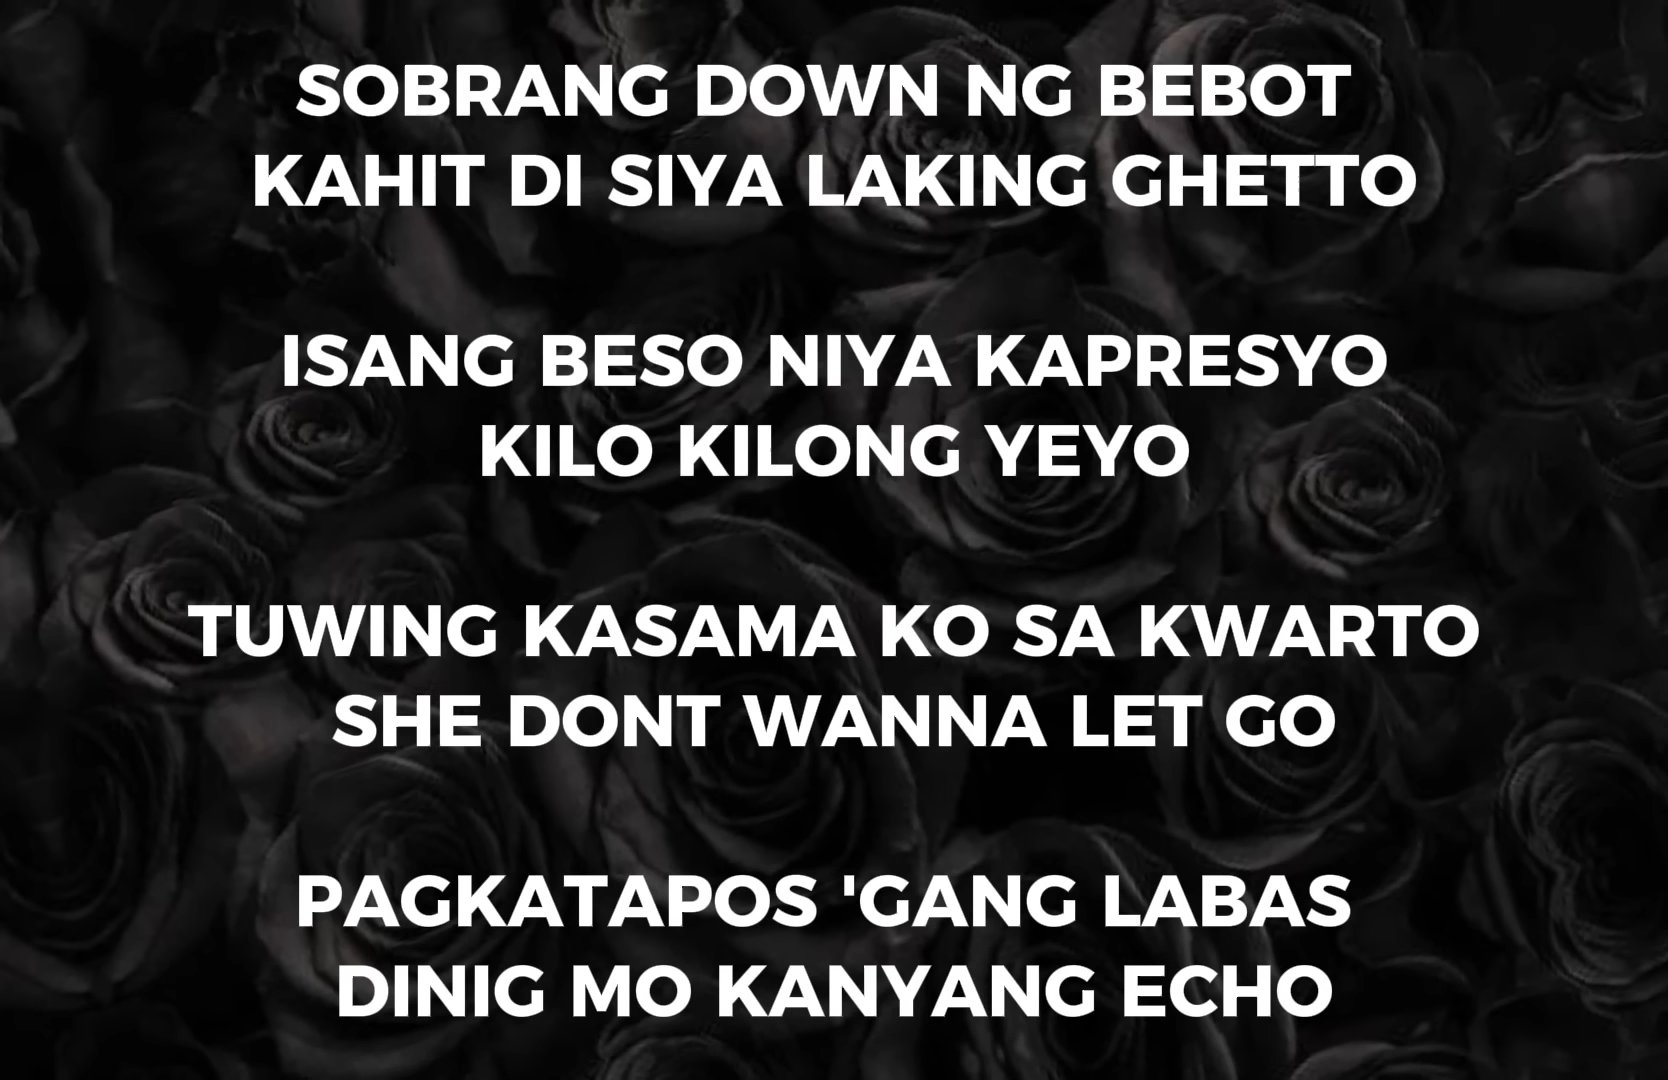 SOBRANG DOWN NG BEBOT
KAHIT DI SIYA LAKING GHETTO
ISANG BESO NIYA KAPRESYO
KILO KILONG YEYO
TUWING KASAMA KO SA KWARTO
SHE DONT WANNA LET GO
PAGKATAPOS 'GANG LABAS
DINIG MO KANYANG ECHO